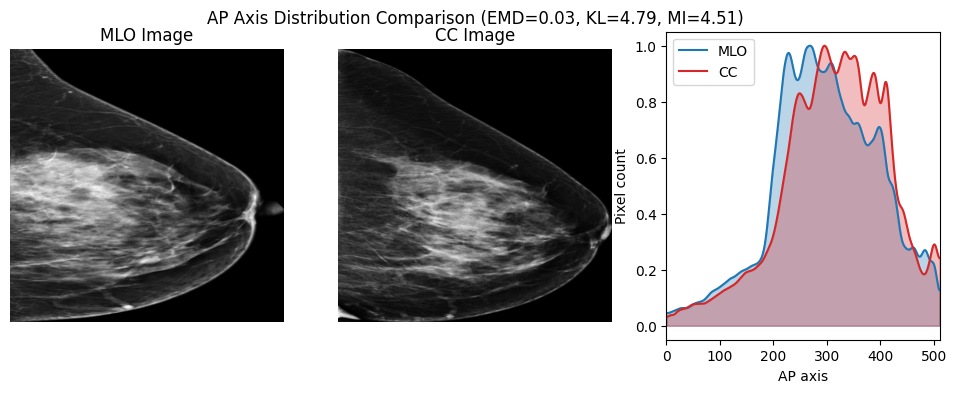 AP Axis Distribution Comparison (EMD=0.03, KL=4.79, MI=4.51)
MLO Image
CC Image
MLO
CC
Pixel count
1.0
0.8
0.6
0.4
0.2
0.0
0 100 200 300 400 500
AP axis